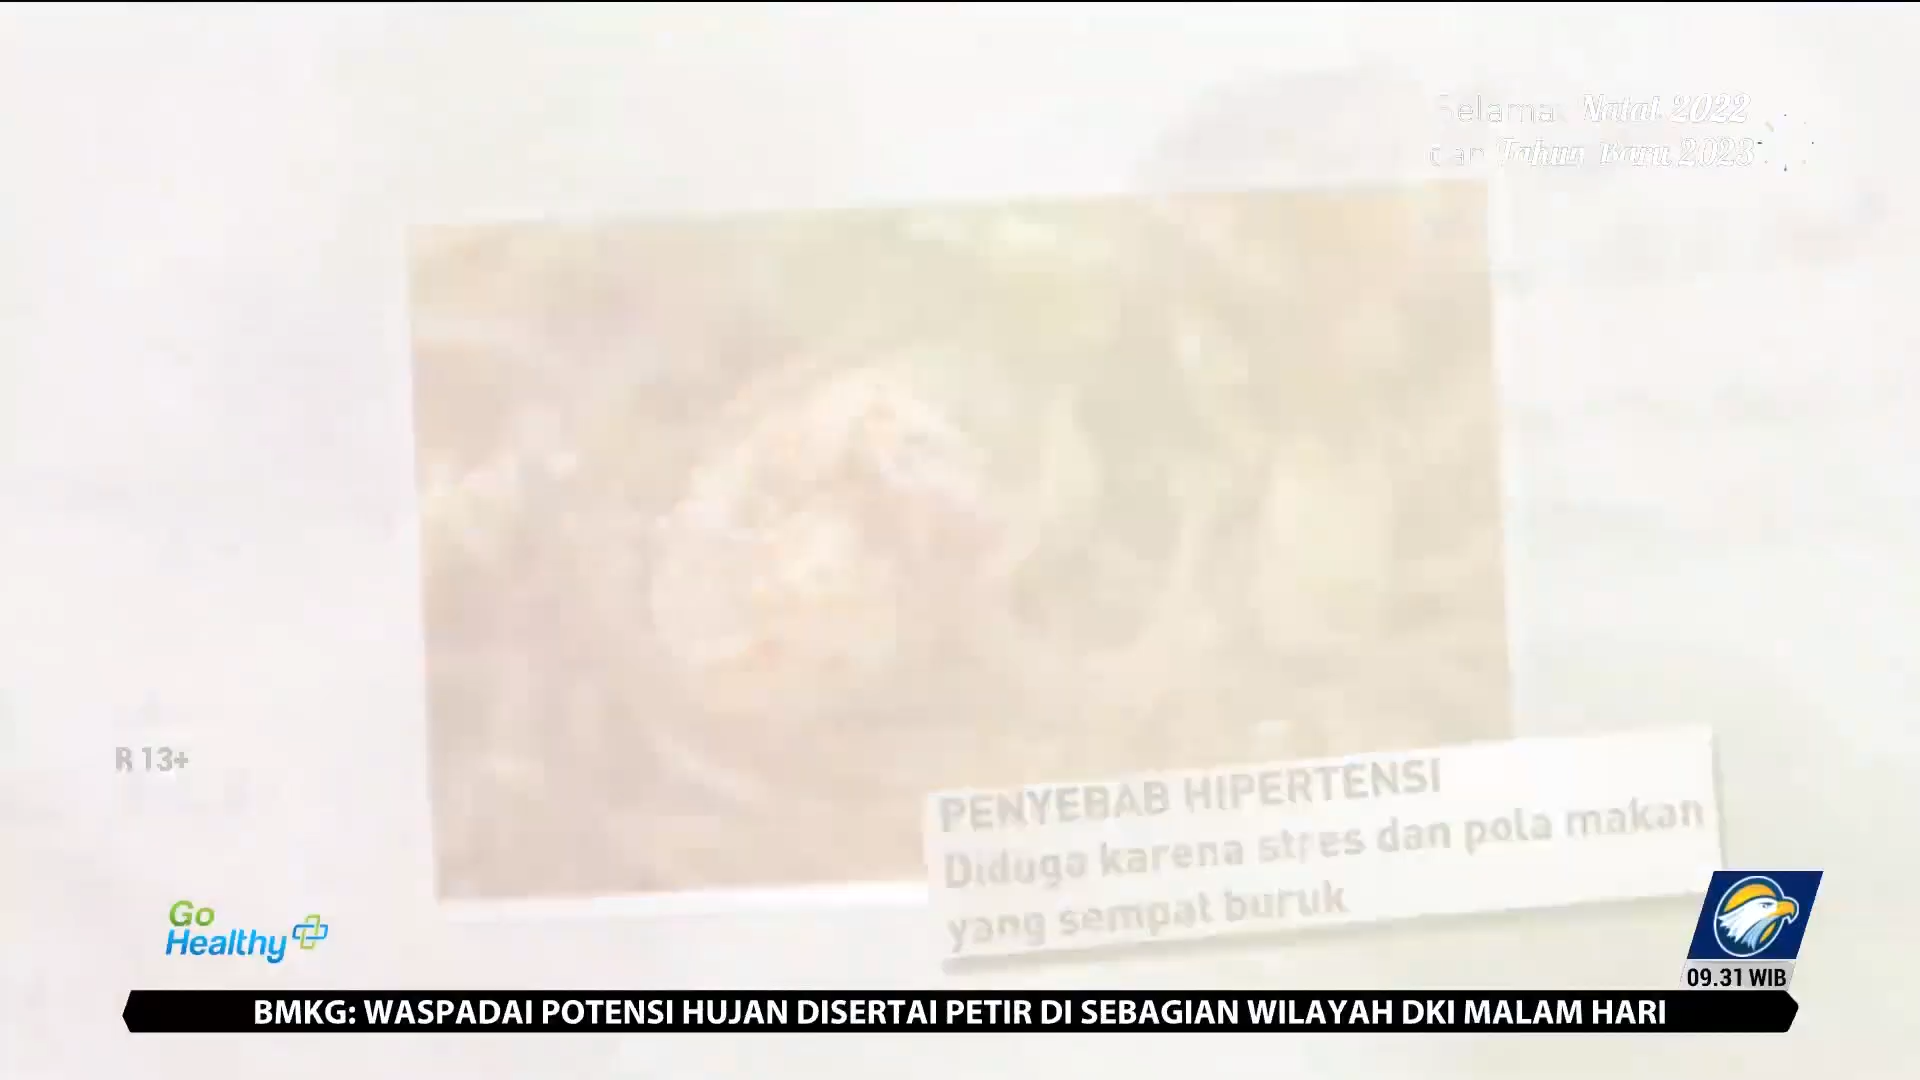 Selamat Natal 2022
dan Tahun Baru 2023
R 13+
PENYEBAB HIPERTENSI
Diduga karena stres dan pola makan
yang sempat buruk
Go
Healthy
09.31 WIB
BMKG: WASPADAI POTENSI HUJAN DISERTAI PETIR DI SEBAGIAN WILAYAH DKI MALAM HARI